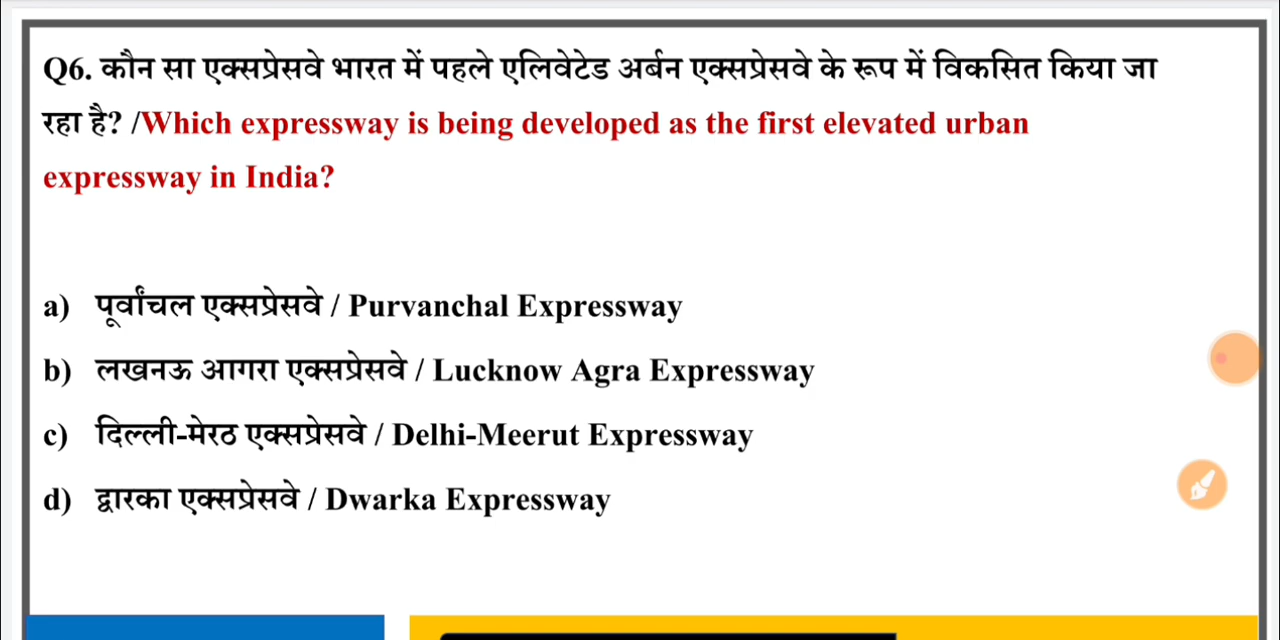 Q6. कौन सा एक्सप्रेसवे भारत में पहले एलिवेटेड अर्बन एक्सप्रेसवे के रूप में विकसित किया जा
रहा है? /Which expressway is being developed as the first elevated urban
expressway in India?
a) पूर्वांचल एक्सप्रेसवे / Purvanchal Expressway
b) लखनऊ आगरा एक्सप्रेसवे / Lucknow Agra Expressway
c) दिल्ली-मेरठ एक्सप्रेसवे / Delhi-Meerut Expressway
d) द्वारका एक्सप्रेसवे / Dwarka Expressway